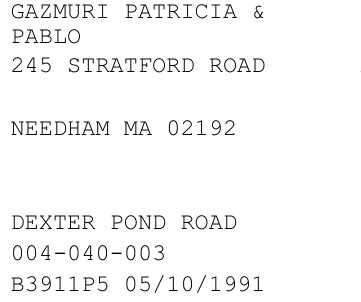 GAZMURI PATRICIA &
PABLO
245 STRATFORD ROAD
NEEDHAM MA 02192
DEXTER POND ROAD
004-040-003
B3911P5 05/10/1991